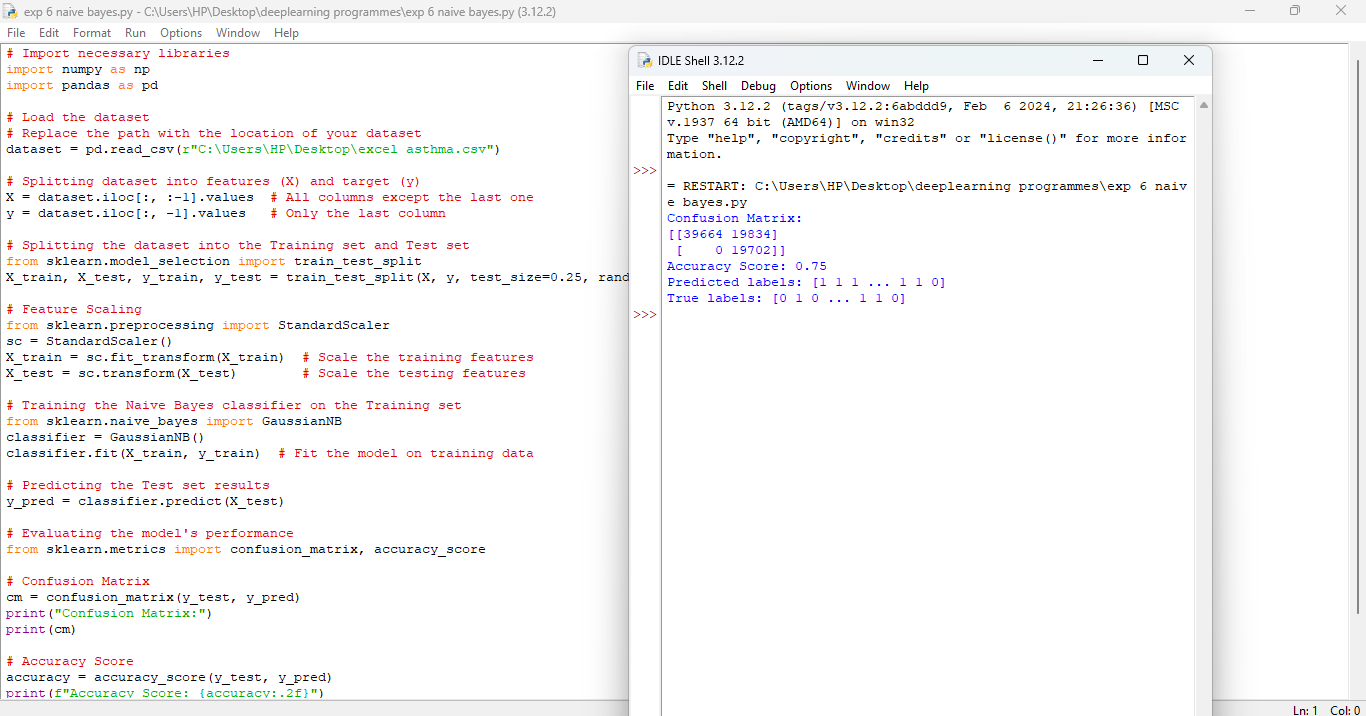 exp 6 naive bayes.py - C:\Users\HP\Desktop\deeplearning programmes\exp 6 naive bayes.py (3.12.2)
File Edit Format Run Options Window Help
# Import necessary libraries
import numpy as np
import pandas as pd
# Load the dataset
# Replace the path with the location of your dataset
dataset = pd.read_csv(r"C:\Users\HP\Desktop\excel asthma.csv")
# Splitting dataset into features (X) and target (y)
X = dataset.iloc[:, :-1].values  # All columns except the last one
y = dataset.iloc[:, -1].values   # Only the last column
# Splitting the dataset into the Training set and Test set
from sklearn.model_selection import train_test_split
X_train, X_test, y_train, y_test = train_test_split(X, y, test_size=0.25, rand
# Feature Scaling
from sklearn.preprocessing import StandardScaler
sc = StandardScaler()
X_train = sc.fit_transform(X_train)  # Scale the training features
X_test = sc.transform(X_test)        # Scale the testing features
# Training the Naive Bayes classifier on the Training set
from sklearn.naive_bayes import GaussianNB
classifier = GaussianNB()
classifier.fit(X_train, y_train)  # Fit the model on training data
# Predicting the Test set results
y_pred = classifier.predict(X_test)
# Evaluating the model's performance
from sklearn.metrics import confusion_matrix, accuracy_score
# Confusion Matrix
cm = confusion_matrix(y_test, y_pred)
print("Confusion Matrix:")
print(cm)
# Accuracy Score
accuracy = accuracy_score(y_test, y_pred)
print(f"Accuracy Score: {accuracy:.2f}")
IDLE Shell 3.12.2
File Edit Shell Debug Options Window Help
Python 3.12.2 (tags/v3.12.2:6abddd9, Feb  6 2024, 21:26:36) [MSC
v.1937 64 bit (AMD64)] on win32
Type "help", "copyright", "credits" or "license()" for more infor
mation.
>>>
= RESTART: C:\Users\HP\Desktop\deeplearning programmes\exp 6 naiv
e bayes.py
Confusion Matrix:
[[39664 19834]
 [    0 19702]]
Accuracy Score: 0.75
Predicted labels: [1 1 1 ... 1 1 0]
True labels: [0 1 0 ... 1 1 0]
>>>
Ln: 1 Col: 0